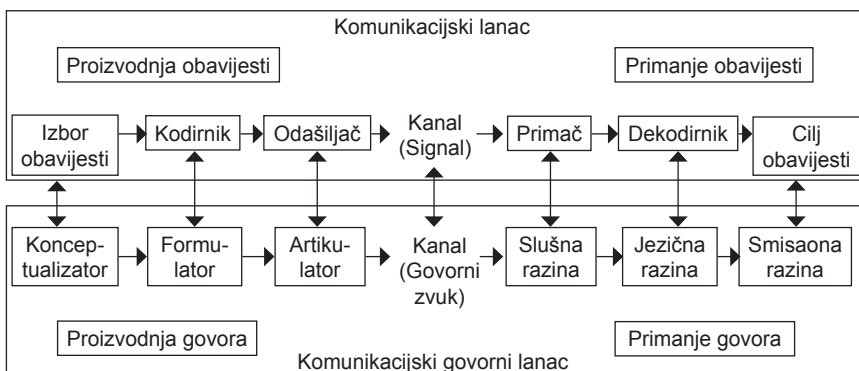 Komunikacijski lanac
Proizvodnja obavijesti
Primanje obavijesti
Izbor
obavijesti
Kodirnik
Odašiljač
Kanal
(Signal)
Primač
Dekodirnik
Cilj
obavijesti
Koncep-
tualizator
Formu-
lator
Artiku-
lator
Kanal
(Govorni
zvuk)
Slušna
razina
Jezična
razina
Smisaona
razina
Proizvodnja govora
Primanje govora
Komunikacijski govorni lanac